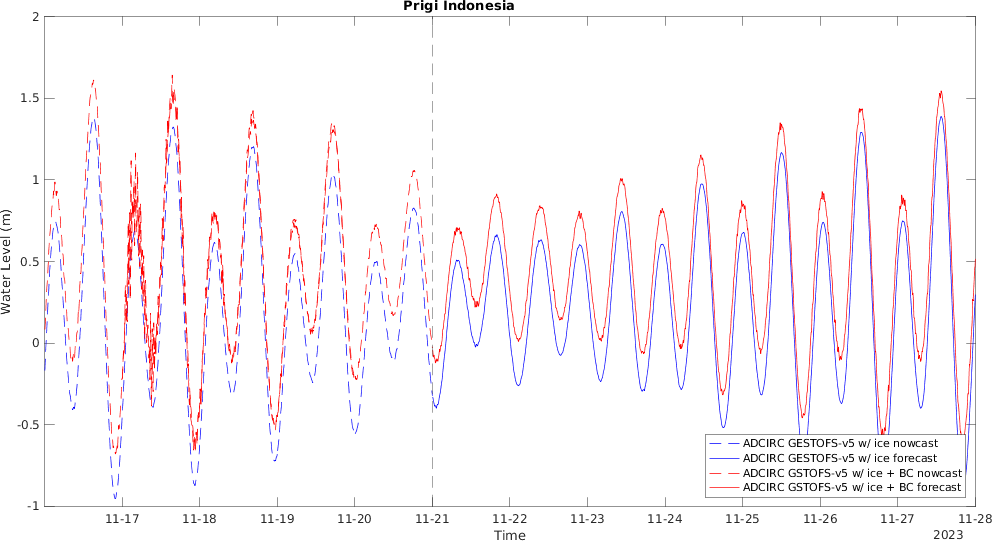 Prigi Indonesia
2
1.5
1
0.5
0
-0.5
-1
Water Level (m)
ADCIRC GESTOFS-v5 w/ ice nowcast
ADCIRC GESTOFS-v5 w/ ice forecast
ADCIRC GSTOFS-v5 w/ ice + BC nowcast
ADCIRC GSTOFS-v5 w/ ice + BC forecast
11-17 11-18 11-19 11-20 11-21 11-22 11-23 11-24 11-25 11-26 11-27 11-28
Time
2023